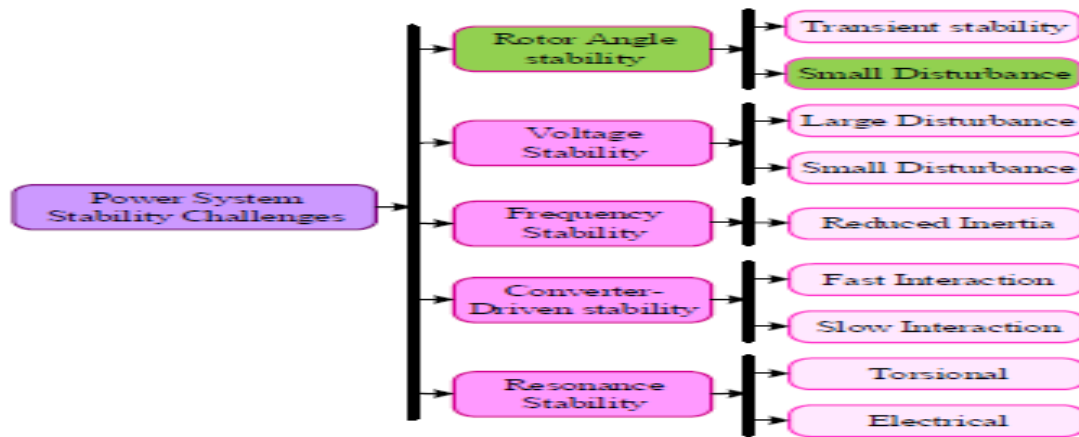 Power System
Stability Challenges
Rotor Angle
stability
Transient stability
Small Disturbance
Voltage
Stability
Large Disturbance
Small Disturbance
Frequency
Stability
Reduced Inertia
Converter-
Driven stability
Fast Interaction
Slow Interaction
Resonance
Stability
Torsional
Electrical